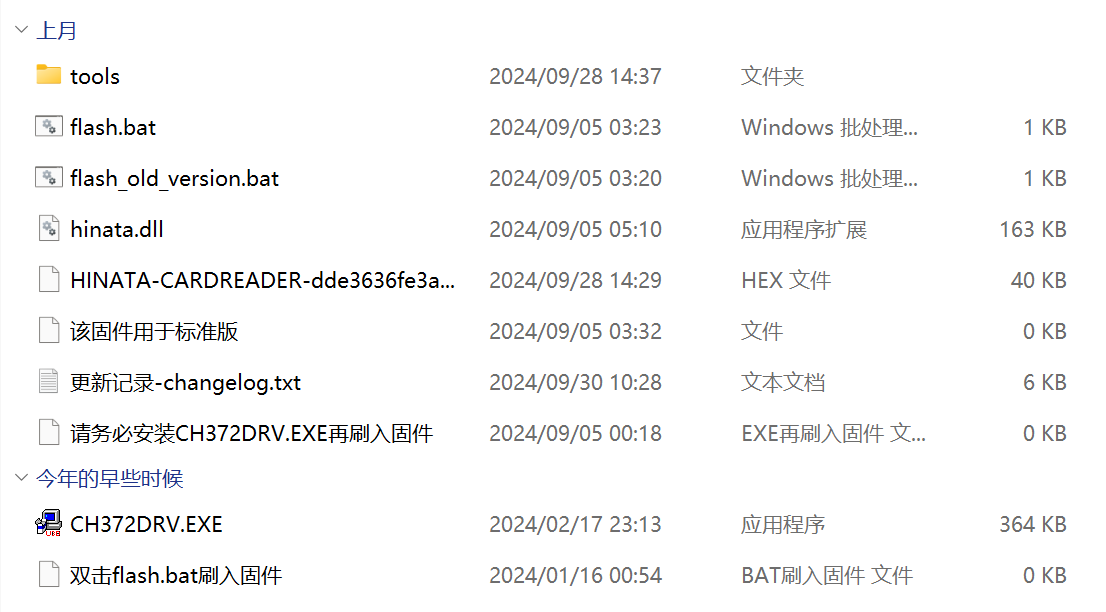 上月
tools 2024/09/28 14:37 文件夹
flash.bat 2024/09/05 03:23 Windows 批处理... 1 KB
flash_old_version.bat 2024/09/05 03:20 Windows 批处理... 1 KB
hinata.dll 2024/09/05 05:10 应用程序扩展 163 KB
HINATA-CARDREADER-dde3636fe3a... 2024/09/28 14:29 HEX 文件 40 KB
该固件用于标准版 2024/09/05 03:32 文件 0 KB
更新记录-changelog.txt 2024/09/30 10:28 文本文档 6 KB
请务必安装CH372DRV.EXE再刷入固件 2024/09/05 00:18 EXE再刷入固件 文... 0 KB
今年的早些时候
CH372DRV.EXE 2024/02/17 23:13 应用程序 364 KB
双击flash.bat刷入固件 2024/01/16 00:54 BAT刷入固件 文件 0 KB